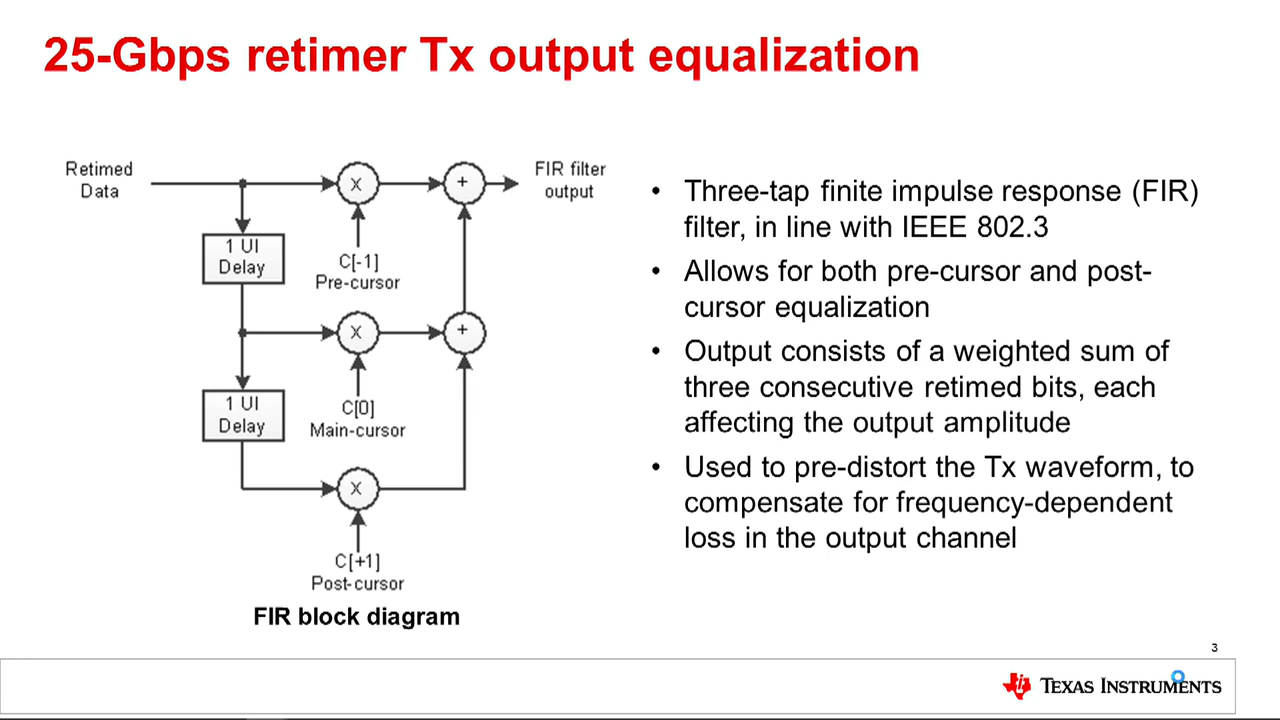 25-Gbps retimer Tx output equalization
Retimed
Data
X
+
FIR filter
output
1 UI
Delay
C[-1]
Pre-cursor
X
+
1 UI
Delay
C[0]
Main-cursor
X
C[+1]
Post-cursor
FIR block diagram
• Three-tap finite impulse response (FIR)
filter, in line with IEEE 802.3
• Allows for both pre-cursor and post-
cursor equalization
• Output consists of a weighted sum of
three consecutive retimed bits, each
affecting the output amplitude
• Used to pre-distort the Tx waveform, to
compensate for frequency-dependent
loss in the output channel
3
TEXAS INSTRUMENTS